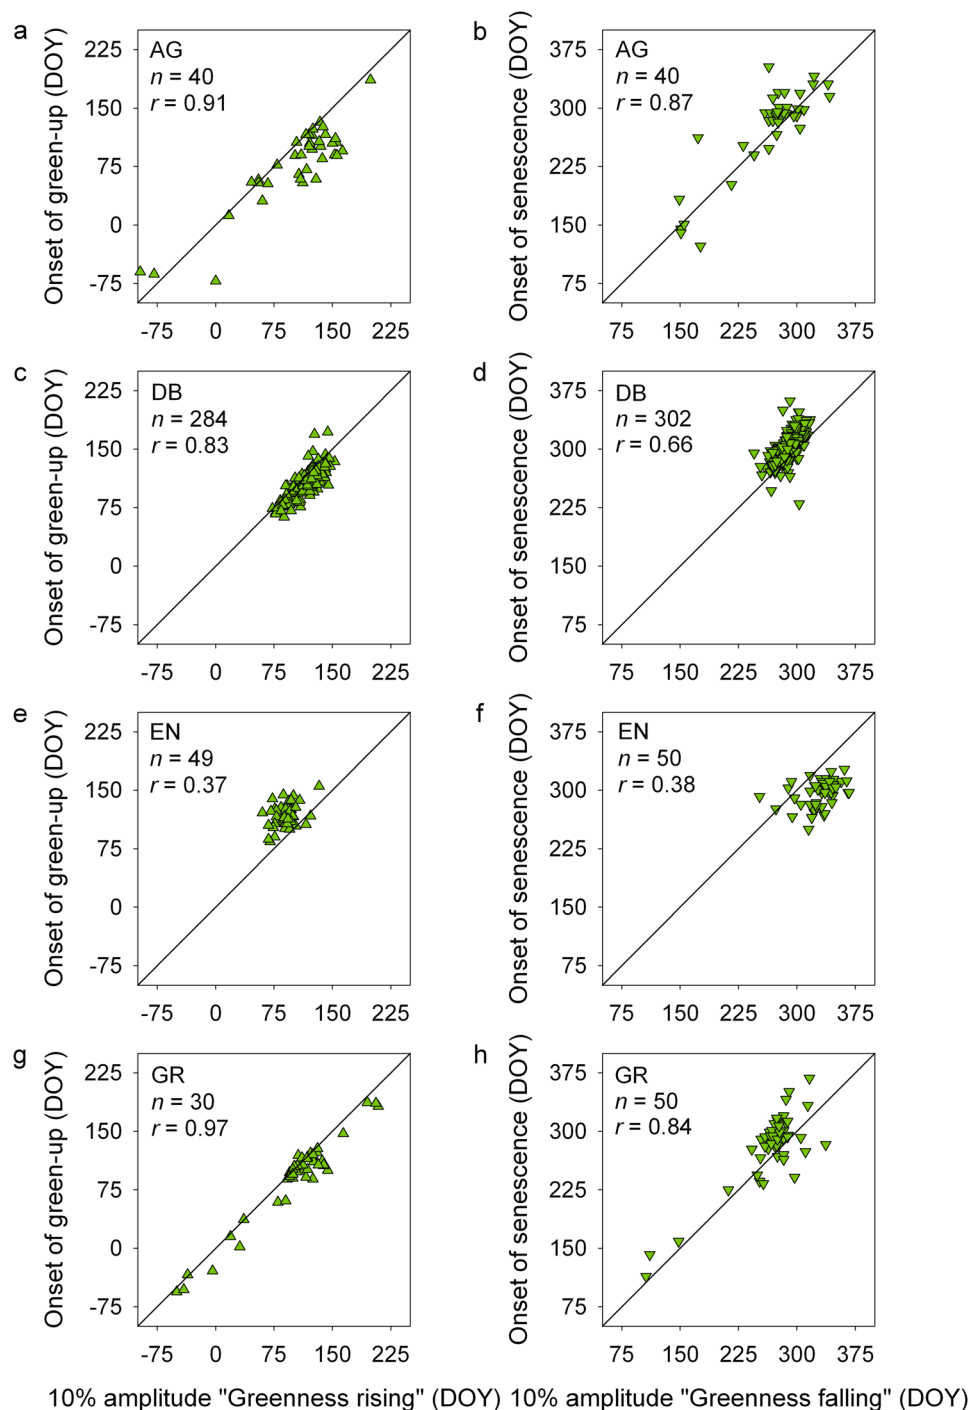 a
Onset of green-up (DOY)
225
150
75
0
-75
AG
n = 40
r = 0.91
-75 0 75 150 225
b
Onset of senescence (DOY)
375
300
225
150
75
AG
n = 40
r = 0.87
75 150 225 300 375
c
Onset of green-up (DOY)
225
150
75
0
-75
DB
n = 284
r = 0.83
-75 0 75 150 225
d
Onset of senescence (DOY)
375
300
225
150
75
DB
n = 302
r = 0.66
75 150 225 300 375
e
Onset of green-up (DOY)
225
150
75
0
-75
EN
n = 49
r = 0.37
-75 0 75 150 225
f
Onset of senescence (DOY)
375
300
225
150
75
EN
n = 50
r = 0.38
75 150 225 300 375
g
Onset of green-up (DOY)
225
150
75
0
-75
GR
n = 30
r = 0.97
-75 0 75 150 225
h
Onset of senescence (DOY)
375
300
225
150
75
GR
n = 50
r = 0.84
75 150 225 300 375
10% amplitude "Greenness rising" (DOY)
10% amplitude "Greenness falling" (DOY)